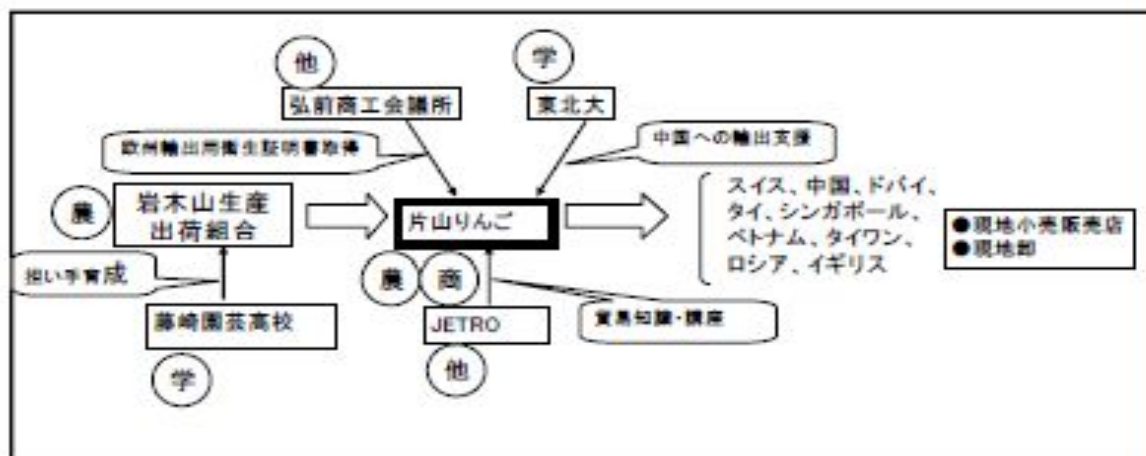 他
学
弘前商工会議所
東北大
欧州輸出用衛生証明書取得
中国への輸出支援
農
岩木山生産
出荷組合
片山りんご
スイス、中国、ドバイ、
タイ、シンガポール、
ベトナム、タイワン、
ロシア、イギリス
●現地小売販売店
●現地卸
担い手育成
農
商
藤崎園芸高校
JETRO
貿易知識・講座
学
他